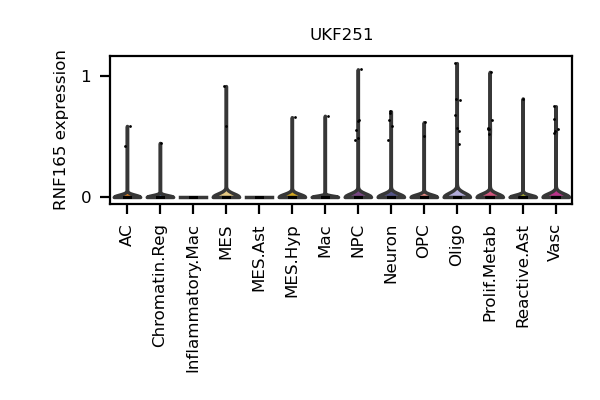 UKF251
RNF165 expression
1
0
AC
Chromatin.Reg
Inflammatory.Mac
MES
MES.Ast
MES.Hyp
Mac
NPC
Neuron
OPC
Oligo
Prolif.Metab
Reactive.Ast
Vasc